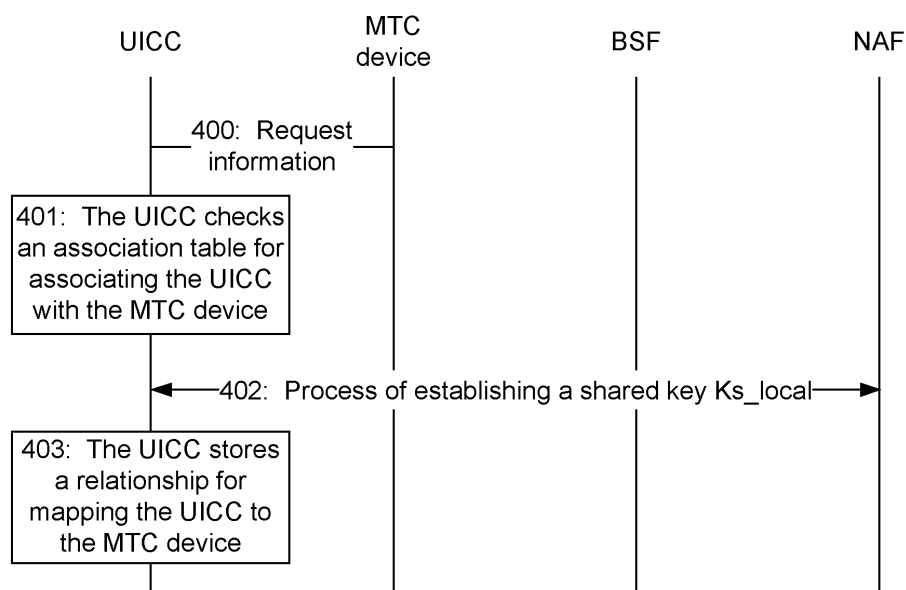 UICC
MTC
device
BSF
NAF
400: Request
information
401: The UICC checks
an association table for
associating the UICC
with the MTC device
402: Process of establishing a shared key Ks_local
403: The UICC stores
a relationship for
mapping the UICC to
the MTC device